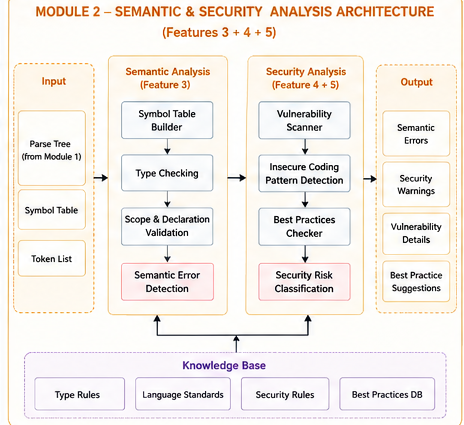 MODULE 2 – SEMANTIC & SECURITY ANALYSIS ARCHITECTURE
(Features 3 + 4 + 5)
Input
Parse Tree
(from Module 1)
Symbol Table
Token List
Semantic Analysis
(Feature 3)
Symbol Table
Builder
Type Checking
Scope & Declaration
Validation
Semantic Error
Detection
Security Analysis
(Feature 4 + 5)
Vulnerability
Scanner
Insecure Coding
Pattern Detection
Best Practices
Checker
Security Risk
Classification
Output
Semantic
Errors
Security
Warnings
Vulnerability
Details
Best Practice
Suggestions
Knowledge Base
Type Rules
Language Standards
Security Rules
Best Practices DB